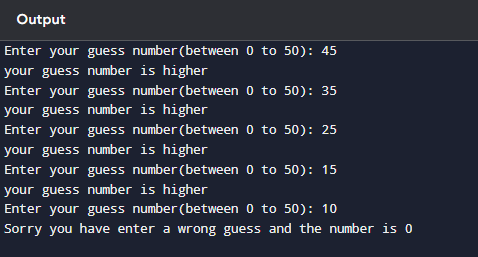 Output
Enter your guess number(between 0 to 50): 45
your guess number is higher
Enter your guess number(between 0 to 50): 35
your guess number is higher
Enter your guess number(between 0 to 50): 25
your guess number is higher
Enter your guess number(between 0 to 50): 15
your guess number is higher
Enter your guess number(between 0 to 50): 10
Sorry you have enter a wrong guess and the number is 0